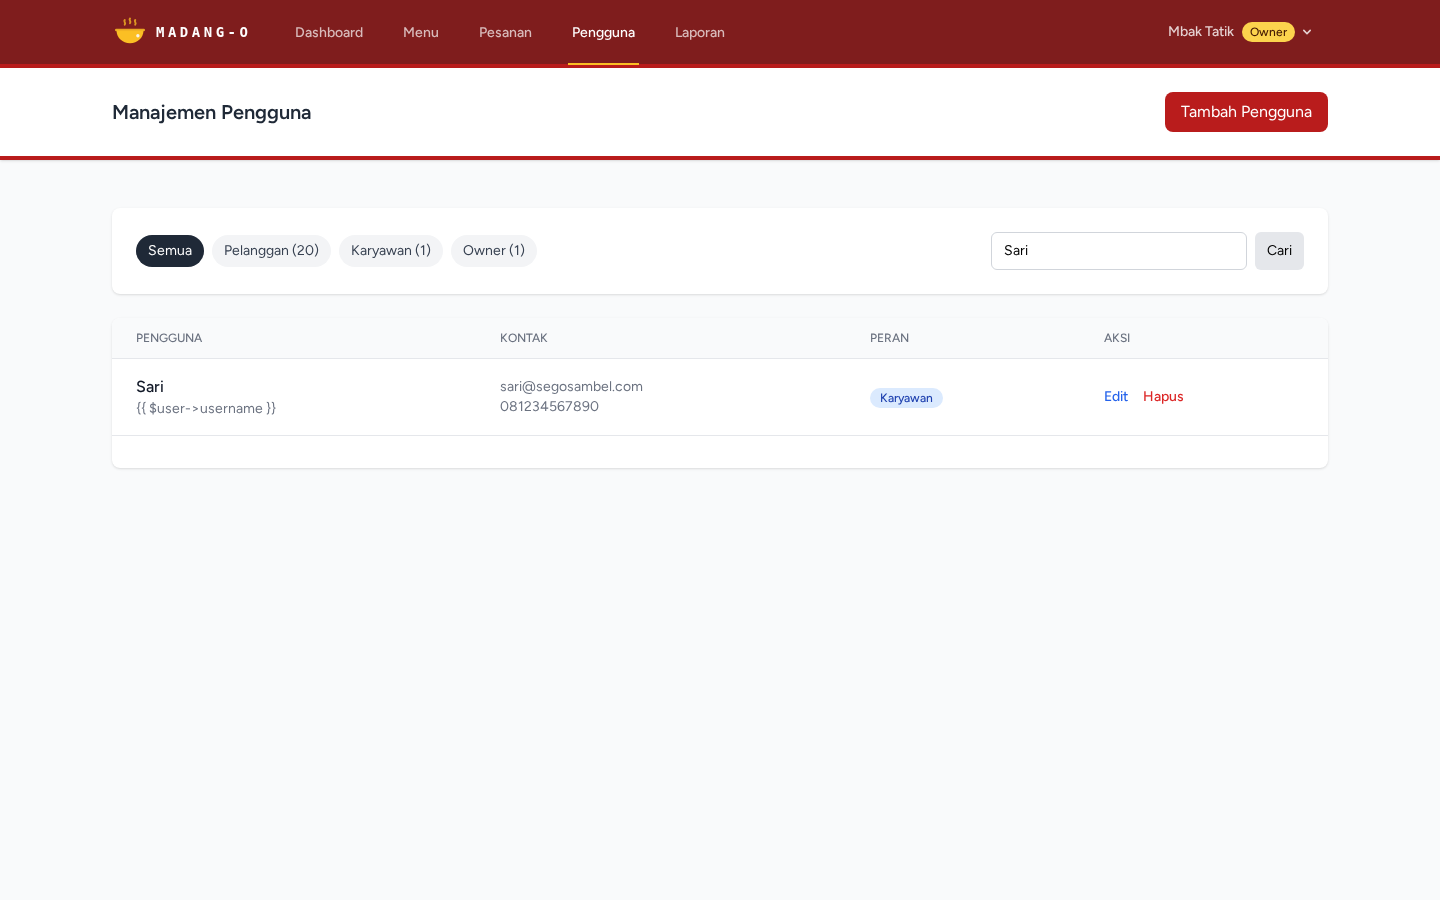 MADANG-O Dashboard Menu Pesanan Pengguna Laporan Mbak Tatik Owner
Manajemen Pengguna Tambah Pengguna
Semua Pelanggan (20) Karyawan (1) Owner (1) Sari Cari
PENGGUNA KONTAK PERAN AKSI
Sari
{{ $user->username }}
sari@segosambel.com
081234567890
Karyawan
Edit Hapus